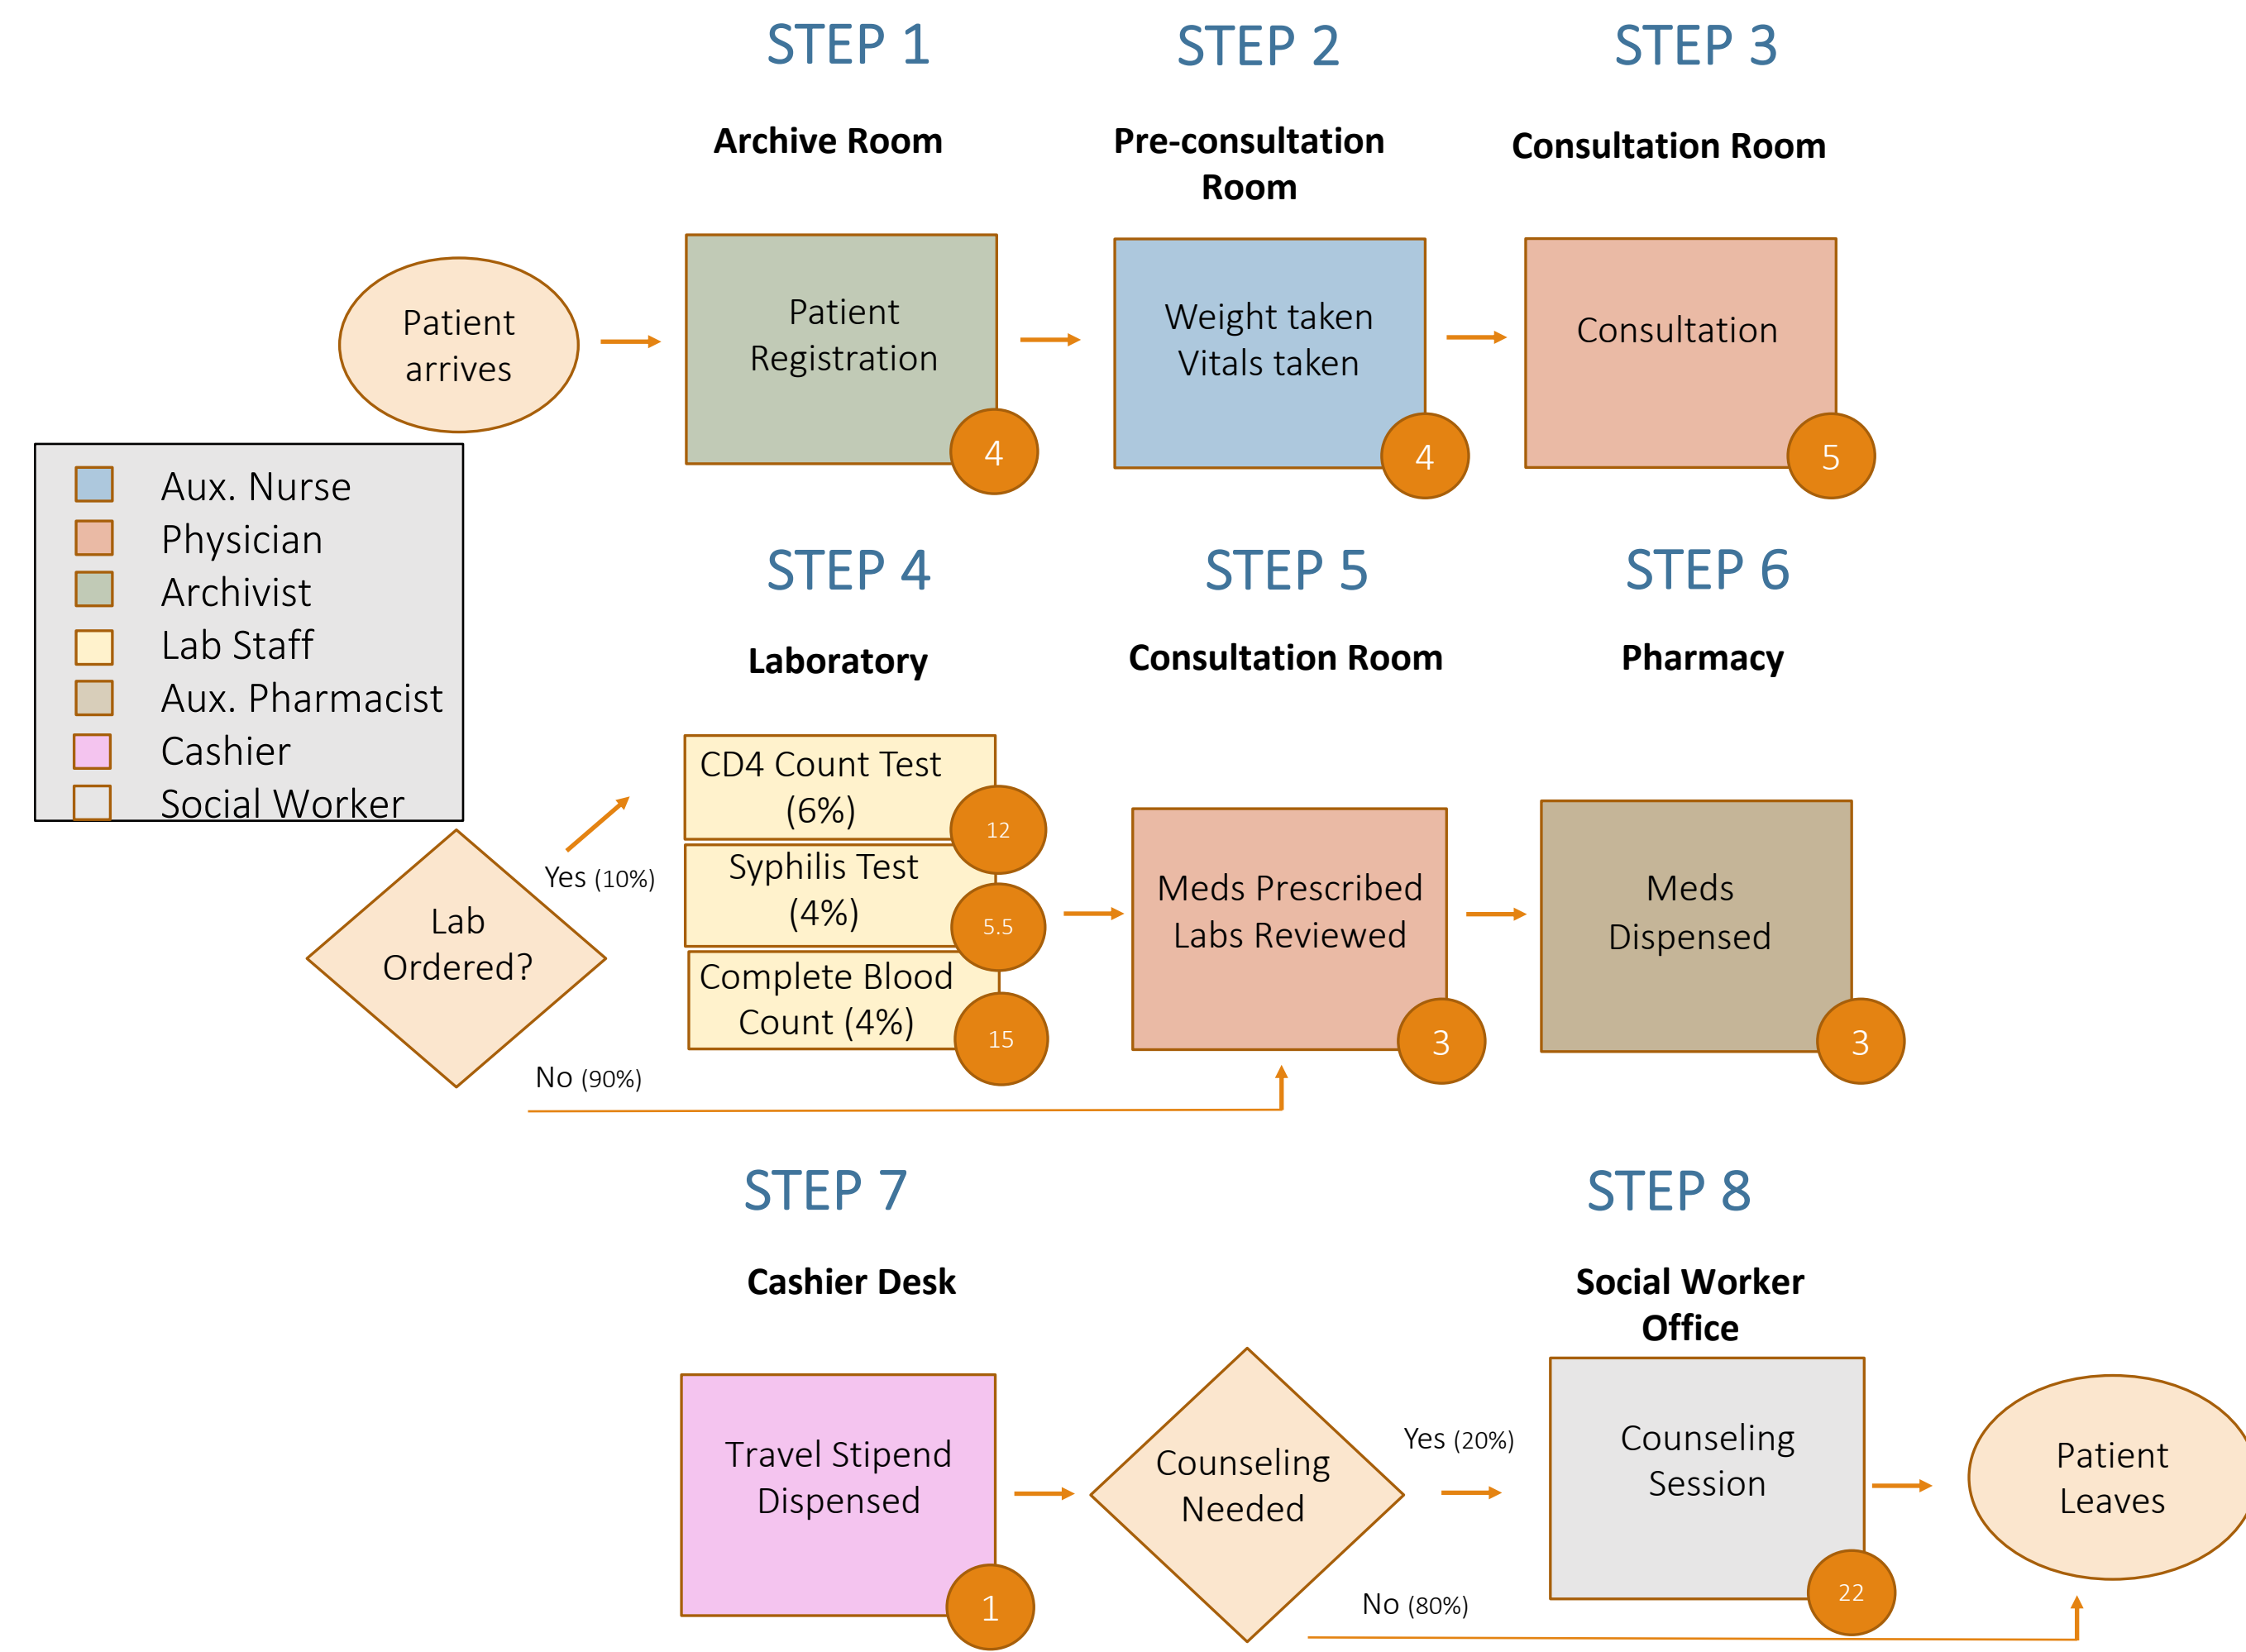 STEP 1
STEP 2
STEP 3
Archive Room
Pre-consultation
Room
Consultation Room
Patient
arrives
Patient
Registration
4
Weight taken
Vitals taken
4
Consultation
5
Aux. Nurse
Physician
Archivist
Lab Staff
Aux. Pharmacist
Cashier
Social Worker
STEP 4
STEP 5
STEP 6
Laboratory
Consultation Room
Pharmacy
Lab
Ordered?
Yes (10%)
No (90%)
CD4 Count Test
(6%)
12
Syphilis Test
(4%)
5.5
Complete Blood
Count (4%)
15
Meds Prescribed
Labs Reviewed
3
Meds
Dispensed
3
STEP 7
STEP 8
Cashier Desk
Social Worker
Office
Travel Stipend
Dispensed
1
Counseling
Needed
Yes (20%)
No (80%)
Counseling
Session
22
Patient
Leaves